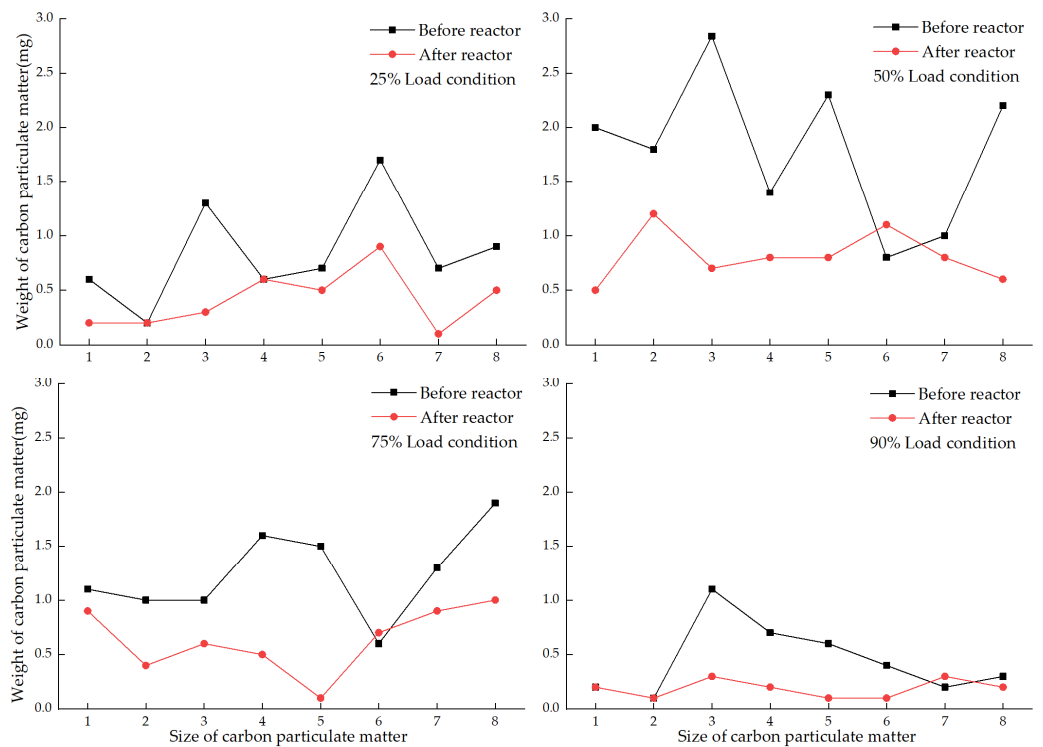 3.0
2.5
2.0
1.5
1.0
0.5
0.0
Weight of carbon particulate matter(mg)
Before reactor
After reactor
25% Load condition
1 2 3 4 5 6 7 8
3.0
2.5
2.0
1.5
1.0
0.5
0.0
Before reactor
After reactor
50% Load condition
1 2 3 4 5 6 7 8
3.0
2.5
2.0
1.5
1.0
0.5
0.0
Weight of carbon particulate matter(mg)
Before reactor
After reactor
75% Load condition
1 2 3 4 5 6 7 8
Size of carbon particulate matter
3.0
2.5
2.0
1.5
1.0
0.5
0.0
Before reactor
After reactor
90% Load condition
1 2 3 4 5 6 7 8
Size of carbon particulate matter